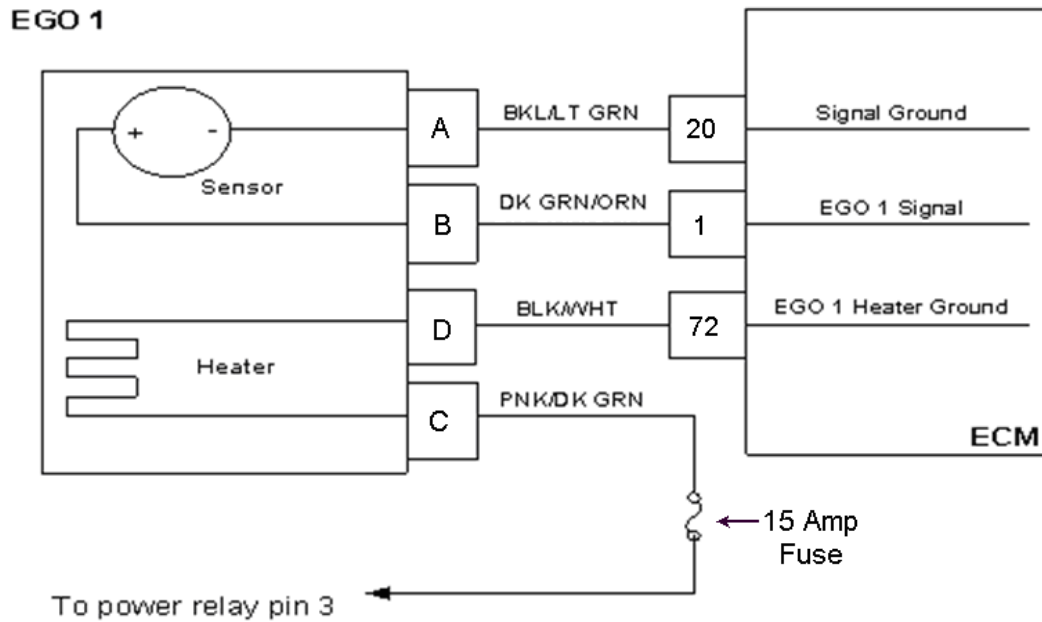 EGO 1
A
BKL/LT GRN
20
Signal Ground
+ -
Sensor
B
DK GRN/ORN
1
EGO 1 Signal
D
BLK/WHT
72
EGO 1 Heater Ground
Heater
C
PNK/DK GRN
ECM
15 Amp
Fuse
To power relay pin 3